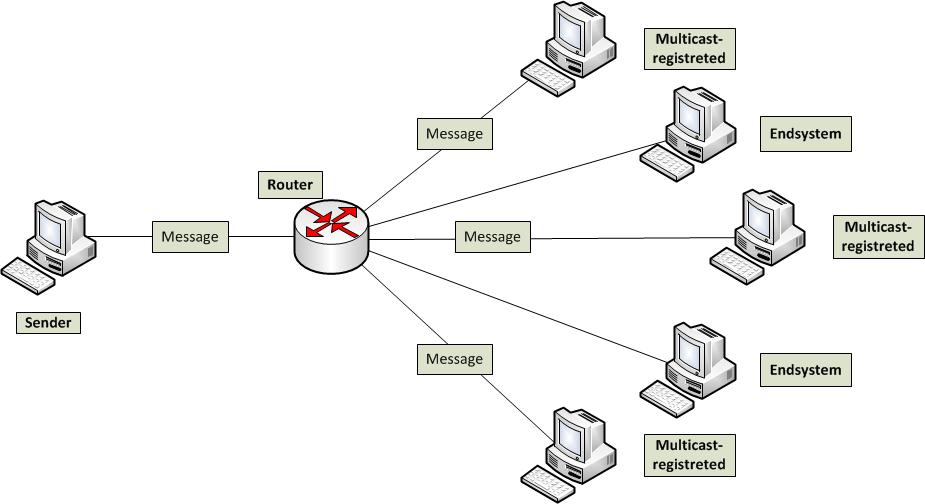 Multicast-
registreted
Message
Endsystem
Router
Message
Message
Multicast-
registreted
Sender
Message
Endsystem
Multicast-
registreted